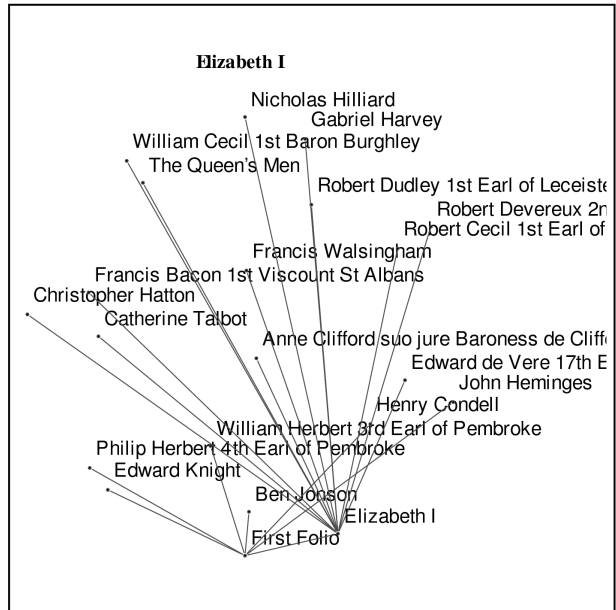 Elizabeth I
Nicholas Hilliard
Gabriel Harvey
William Cecil 1st Baron Burghley
The Queen's Men
Robert Dudley 1st Earl of Leiceste
Robert Devereux 2n
Robert Cecil 1st Earl of
Francis Walsingham
Francis Bacon 1st Viscount St Albans
Christopher Hatton
Catherine Talbot
Anne Clifford suo jure Baroness de Cliff
Edward de Vere 17th E
John Heminges
Henry Condell
William Herbert 3rd Earl of Pembroke
Philip Herbert 4th Earl of Pembroke
Edward Knight
Ben Jonson
Elizabeth I
First Folio